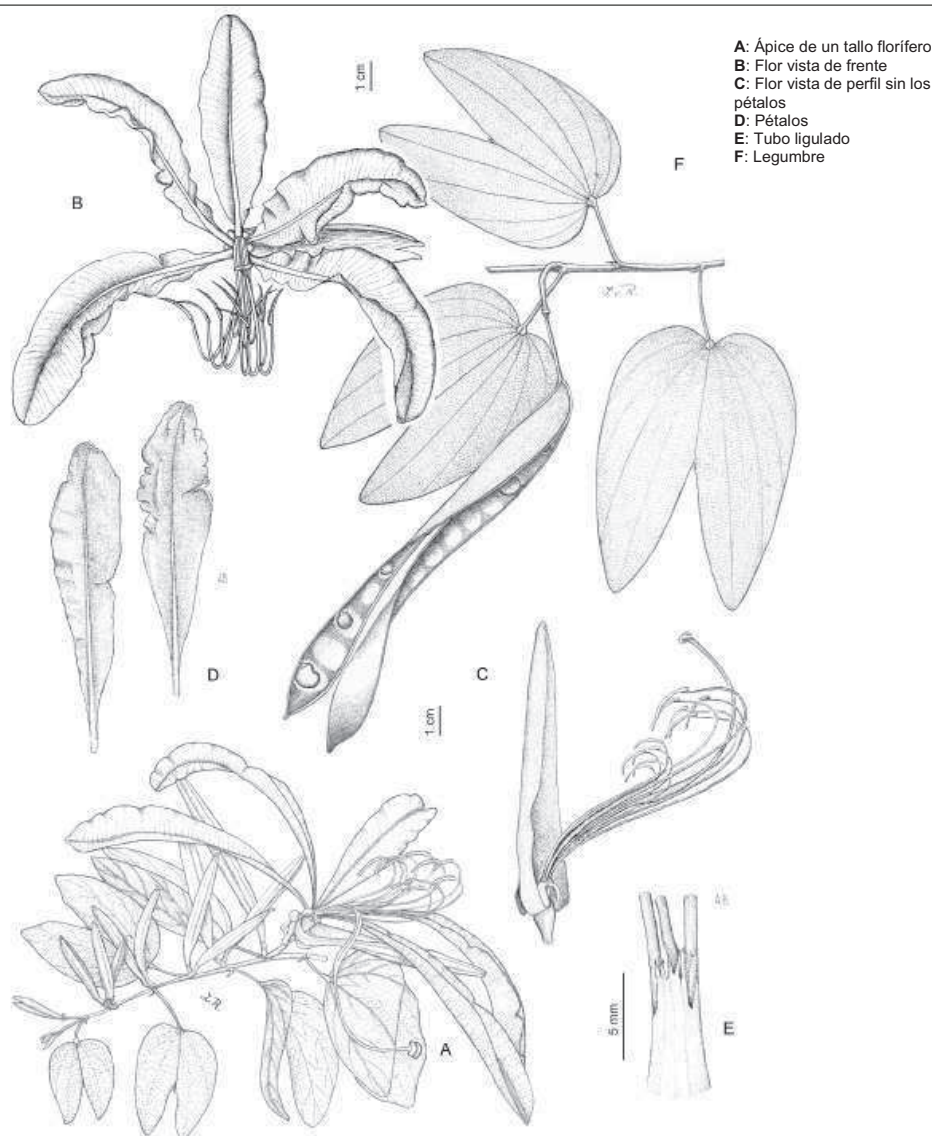 A: Ápice de un tallo florífero
B: Flor vista de frente
C: Flor vista de perfil sin los
pétalos
D: Pétalos
E: Tubo ligulado
F: Legumbre
1 cm
B
F
D
C
1 cm
A
5 mm
E